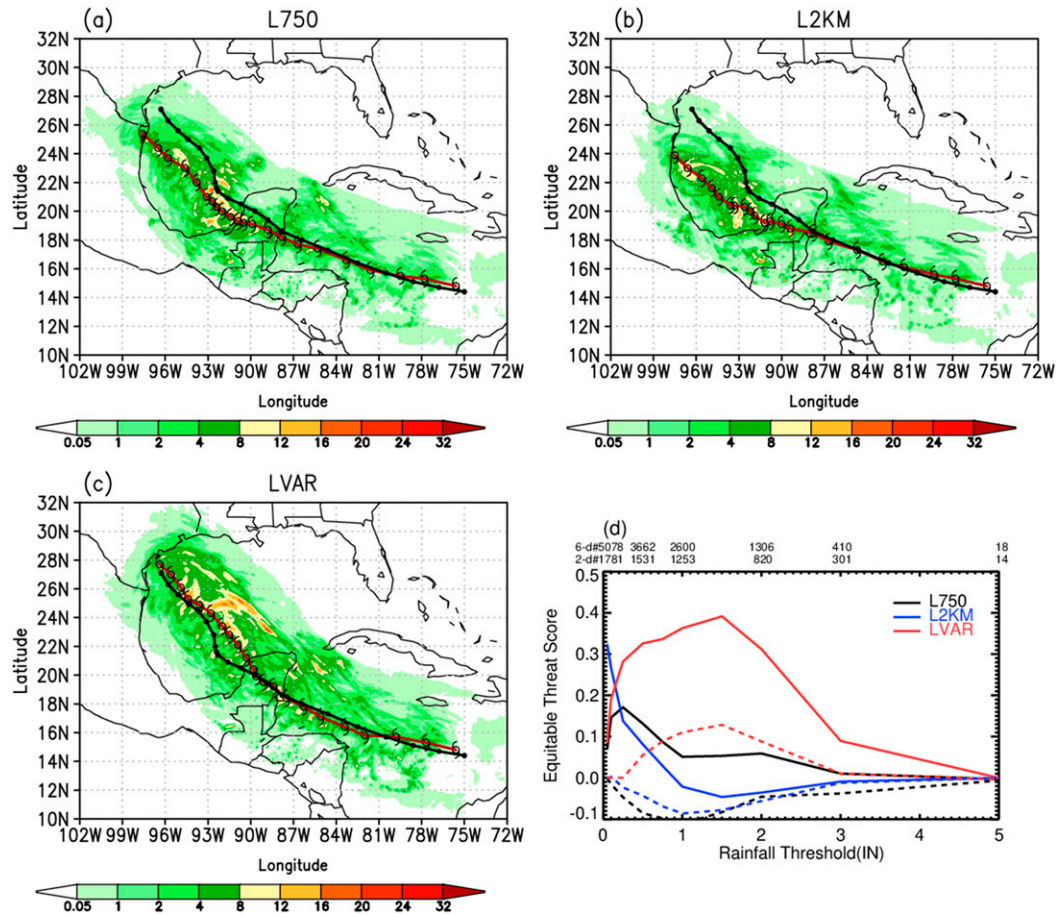 (a) L750
32N
30N
28N
26N
24N
22N
20N
18N
16N
14N
12N
10N
Latitude
102W 99W 96W 93W 90W 87W 84W 81W 78W 75W 72W
Longitude
0.05 1 2 4 8 12 16 20 24 32
(b) L2KM
32N
30N
28N
26N
24N
22N
20N
18N
16N
14N
12N
10N
Latitude
102W 99W 96W 93W 90W 87W 84W 81W 78W 75W 72W
Longitude
0.05 1 2 4 8 12 16 20 24 32
(c) LVAR
32N
30N
28N
26N
24N
22N
20N
18N
16N
14N
12N
10N
Latitude
102W 99W 96W 93W 90W 87W 84W 81W 78W 75W 72W
Longitude
0.05 1 2 4 8 12 16 20 24 32
(d)
6-d#5078 3662 2600 1306 410 18
2-d#1781 1531 1253 820 301 14
0.5
0.4
0.3
0.2
0.1
0.0
-0.1
Equitable Threat Score
L750
L2KM
LVAR
0 1 2 3 4 5
Rainfall Threshold(IN)